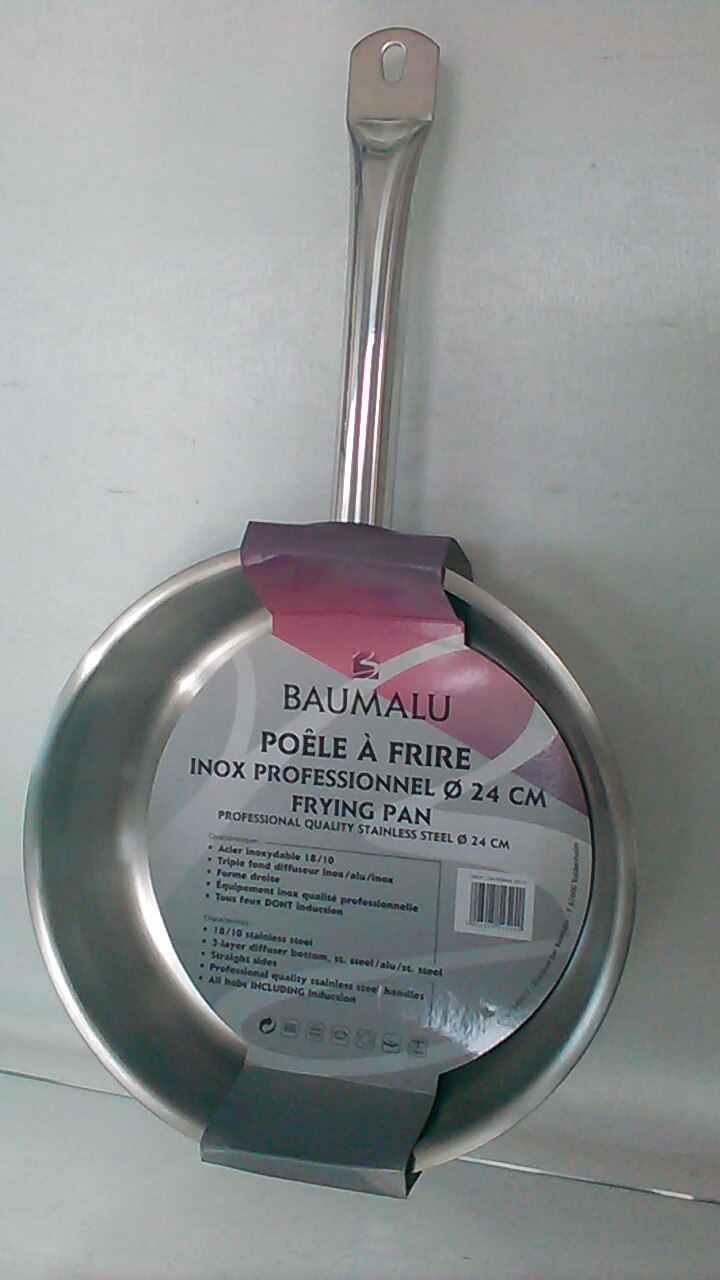 BAUMALU
POÊLE À FRIRE
INOX PROFESSIONNEL Ø 24 CM
FRYING PAN
PROFESSIONAL QUALITY STAINLESS STEEL Ø 24 CM
Caractéristiques
• Acier inoxydable 18/10
• Triple fond diffuseur inox/alu/inox
• Forme droite
• Équipement inox qualité professionnelle
• Tous feux DONT induction
Characteristics
• 18/10 stainless steel
• 3-layer diffuser bottom, st. steel/alu/st. steel
• Straight sides
• Professional quality stainless steel handles
• All hobs INCLUDING induction